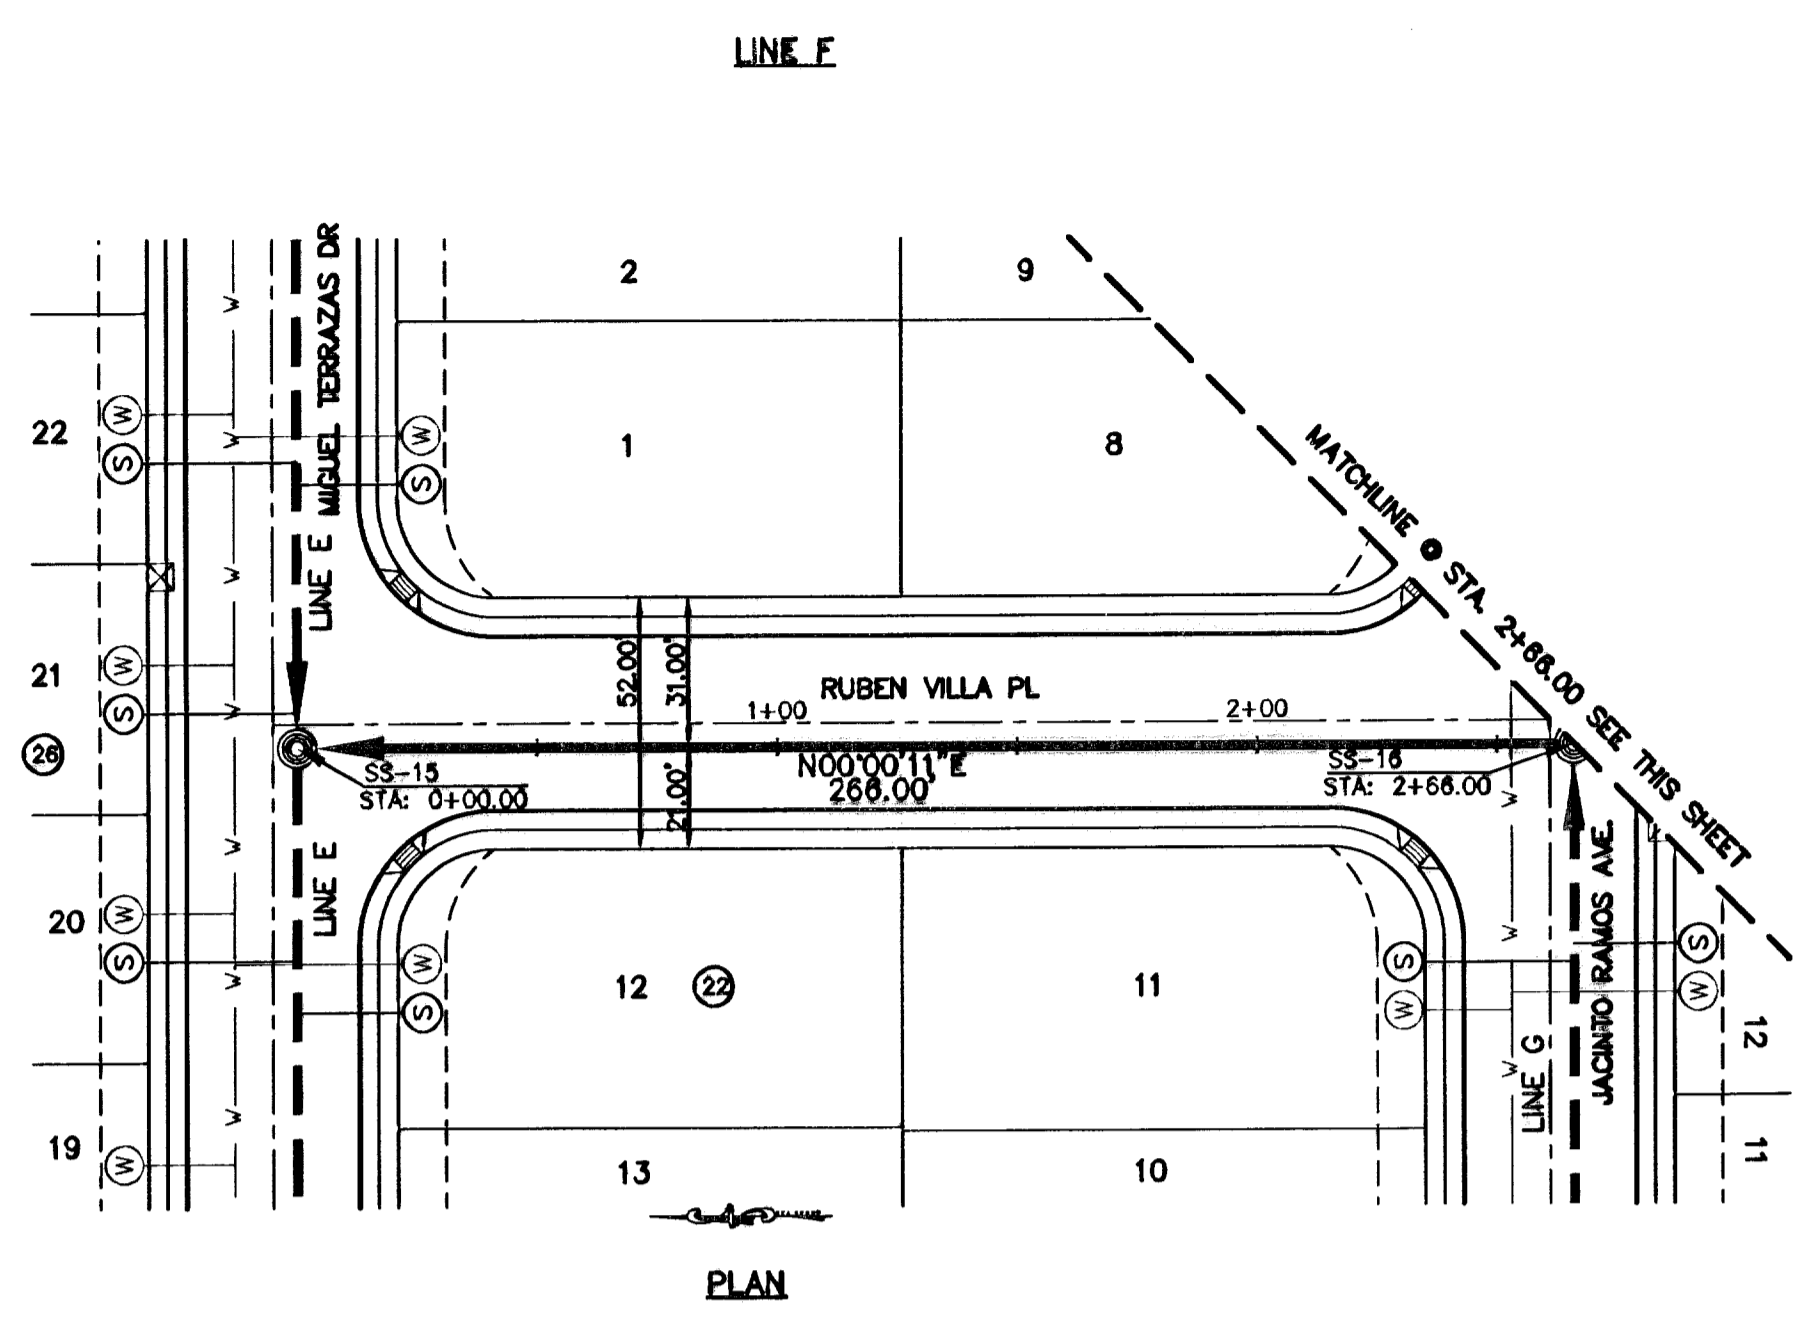 LINE F
MIGUEL TERRAZAS DR
LINE E
2
9
22
W
S
W
S
1
8
W
W
W
MATCHLINE @ STA. 2+66.00 SEE THIS SHEET
21
W
S
W
52.00'
31.00'
RUBEN VILLA PL
1+00
2+00
26
SS-15
STA: 0+00.00
N00°00'11"E
266.00'
21.00'
SS-16
STA: 2+66.00
W
W
LINE E
20
W
S
W
S
W
12
22
11
S
W
W
W
LINE G
JACINTO RAMOS AVE.
S
W
12
11
19
W
W
13
10
PLAN